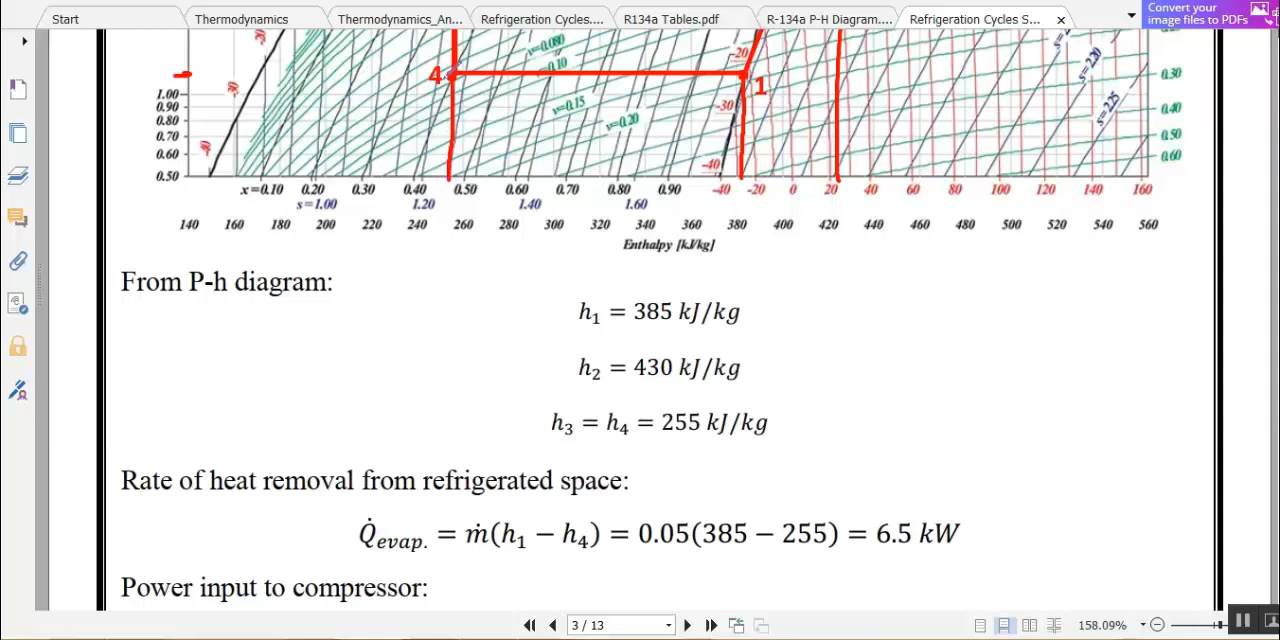 Start
Thermodynamics
Thermodynamics_An...
Refrigeration Cycles....
R134a Tables.pdf
R-134a P-H Diagram....
Refrigeration Cycles S...
Convert your
image files to PDFs
v=0.080
0.10
v=0.15
v=0.20
4
1
-20
-30
-40
s=2.20
s=2.25
0.30
0.40
0.50
0.60
1.00
0.90
0.80
0.70
0.60
0.50
x=0.10 0.20 0.30 0.40 0.50 0.60 0.70 0.80 0.90 -40 -20 0 20 40 60 80 100 120 140 160
s=1.00 1.20 1.40 1.60
140 160 180 200 220 240 260 280 300 320 340 360 380 400 420 440 460 480 500 520 540 560
Enthalpy [kJ/kg]
From P-h diagram:
h₁ = 385 kJ/kg
h₂ = 430 kJ/kg
h₃ = h₄ = 255 kJ/kg
Rate of heat removal from refrigerated space:
Q̇evap. = ṁ(h₁ − h₄) = 0.05(385 − 255) = 6.5 kW
Power input to compressor:
3 / 13
158.09%